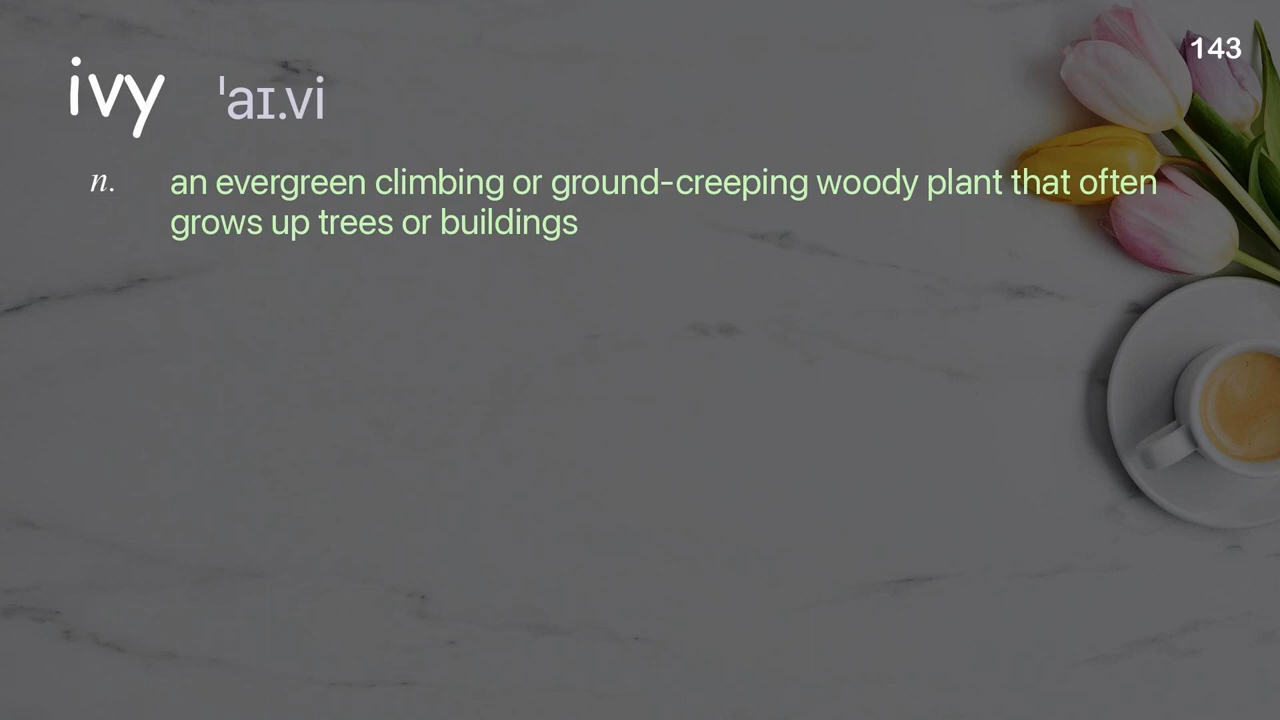 143
ivy ˈaɪ.vi
n. an evergreen climbing or ground-creeping woody plant that often
grows up trees or buildings